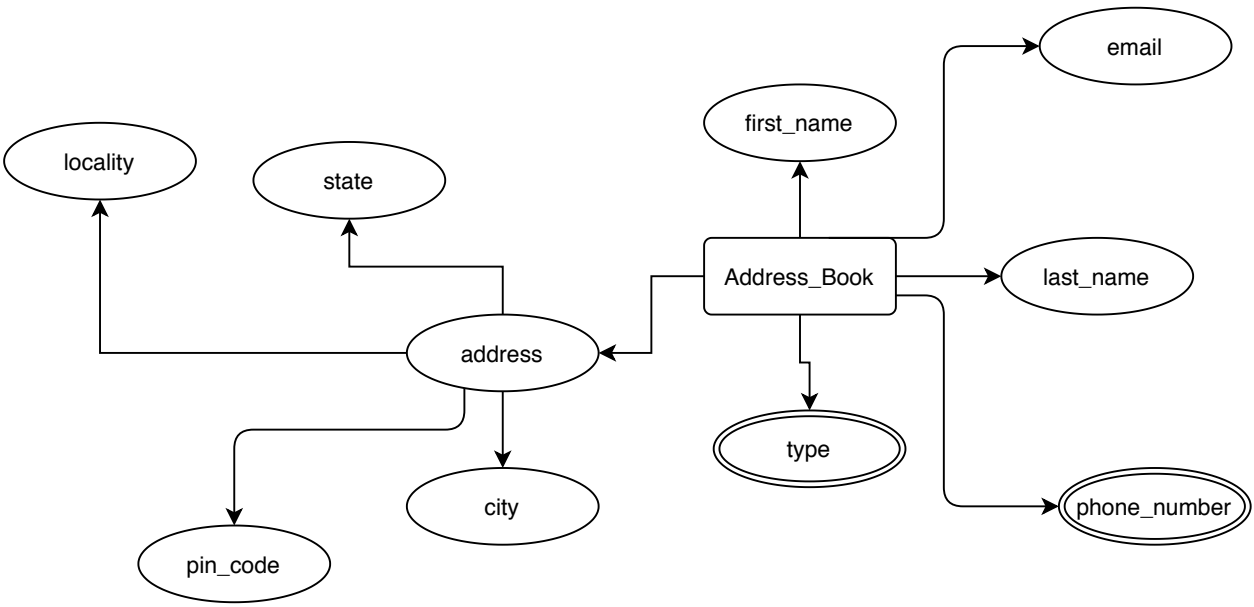 email
first_name
locality
state
Address_Book
last_name
address
type
city
phone_number
pin_code